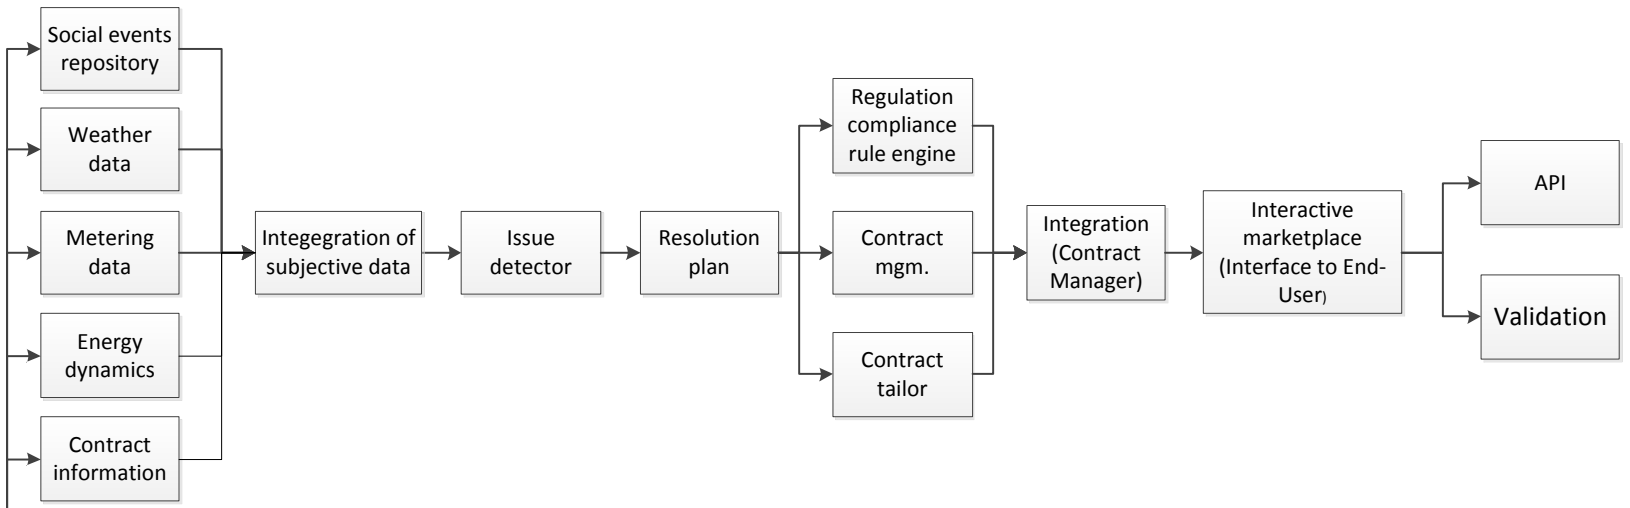 Social events
repository
Weather
data
Metering
data
Energy
dynamics
Contract
information
Integegration of
subjective data
Issue
detector
Resolution
plan
Regulation
compliance
rule engine
Contract
mgm.
Contract
tailor
Integration
(Contract
Manager)
Interactive
marketplace
(Interface to End-
User)
API
Validation